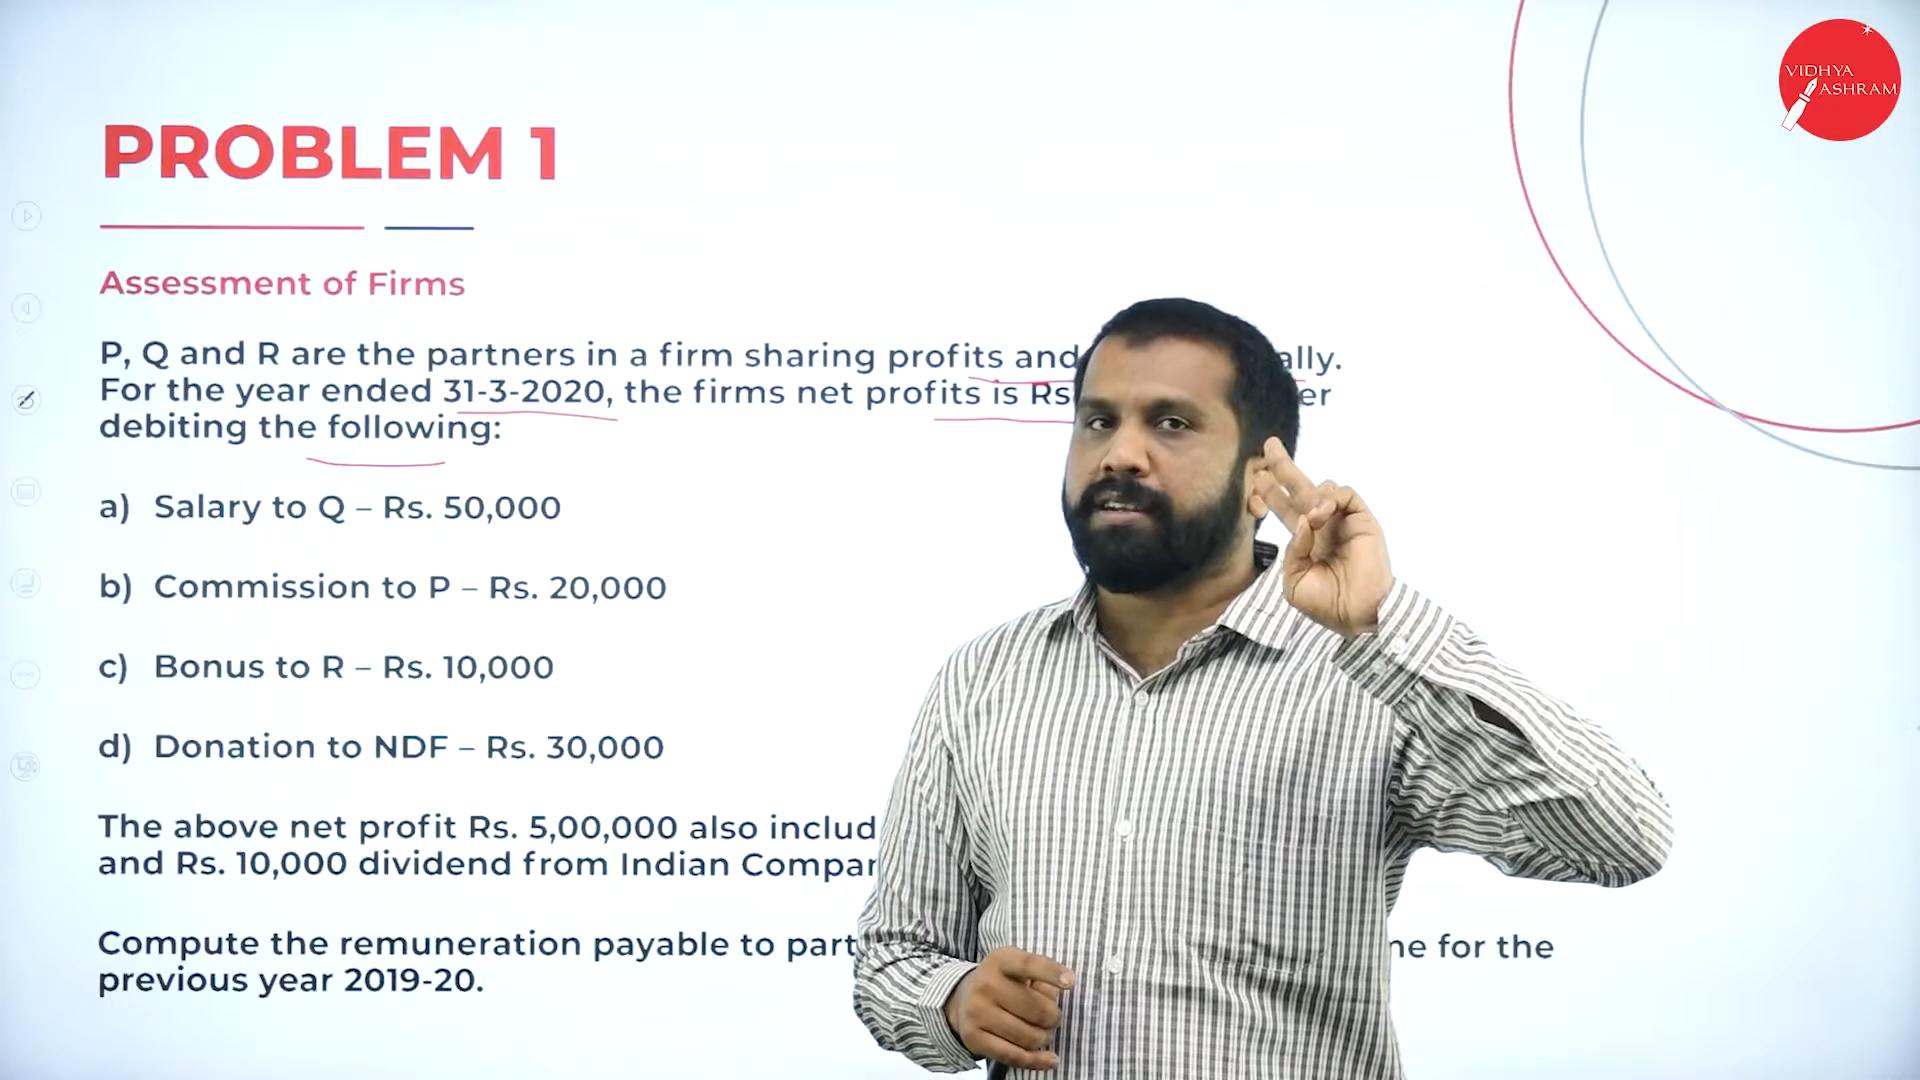 VIDHYA
ASHRAM
PROBLEM 1
Assessment of Firms
P, Q and R are the partners in a firm sharing profits and ally.
For the year ended 31-3-2020, the firms net profits is Rs er
debiting the following:
a) Salary to Q – Rs. 50,000
b) Commission to P – Rs. 20,000
c) Bonus to R – Rs. 10,000
d) Donation to NDF – Rs. 30,000
The above net profit Rs. 5,00,000 also includ
and Rs. 10,000 dividend from Indian Compan
Compute the remuneration payable to part ne for the
previous year 2019-20.